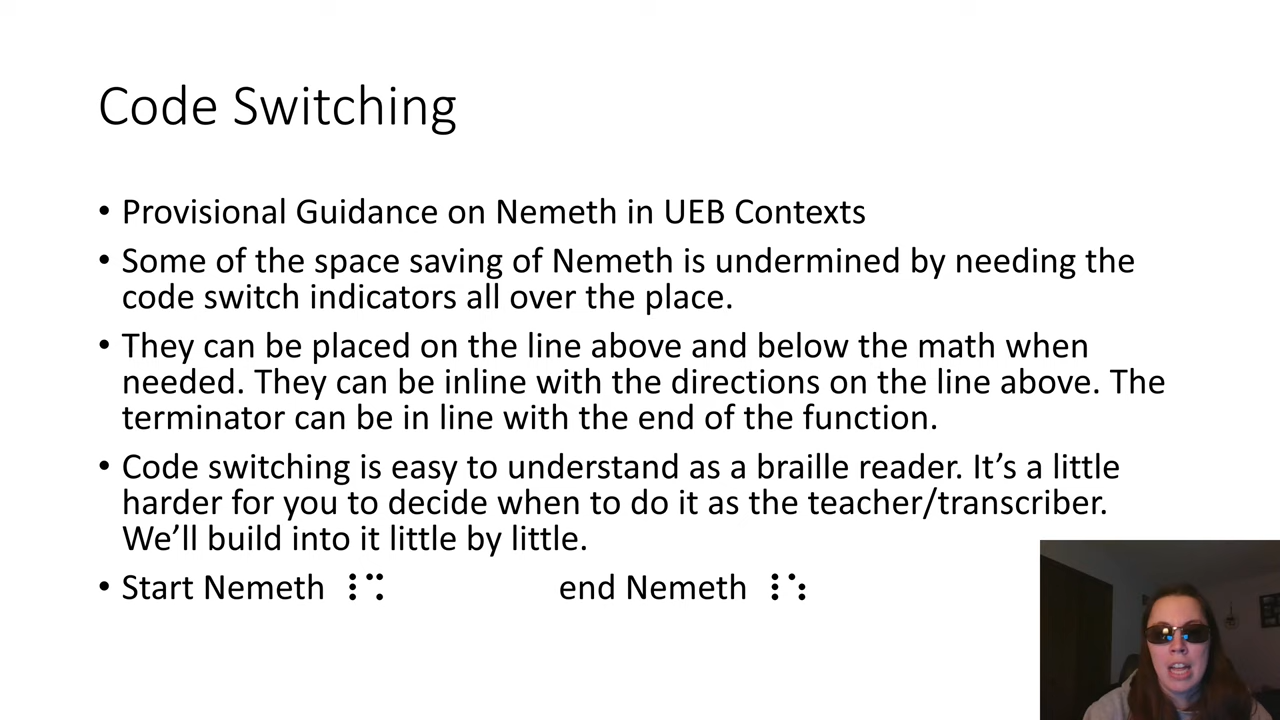 Code Switching
• Provisional Guidance on Nemeth in UEB Contexts
• Some of the space saving of Nemeth is undermined by needing the
code switch indicators all over the place.
• They can be placed on the line above and below the math when
needed. They can be inline with the directions on the line above. The
terminator can be in line with the end of the function.
• Code switching is easy to understand as a braille reader. It’s a little
harder for you to decide when to do it as the teacher/transcriber.
We’ll build into it little by little.
• Start Nemeth ⠸⠩ end Nemeth ⠸⠱